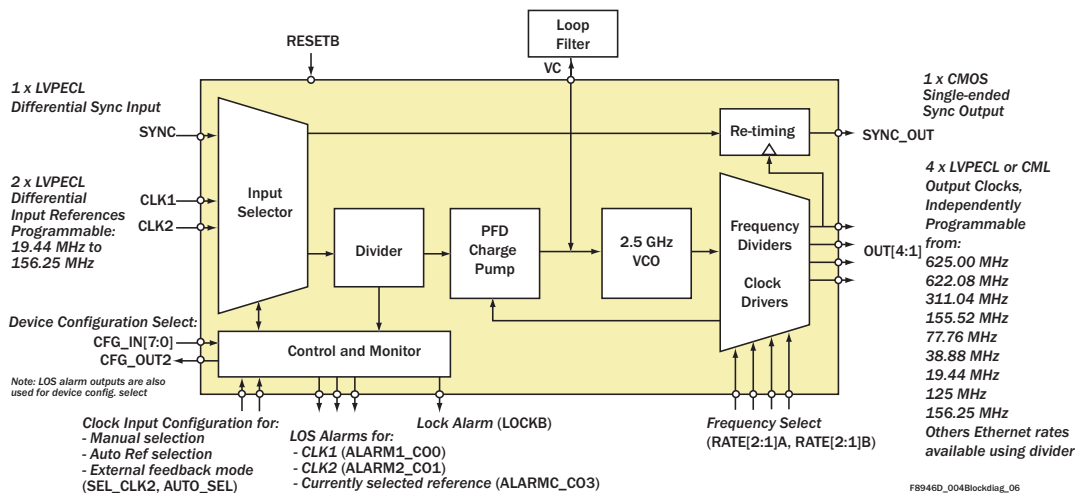 Loop
Filter
RESETB
VC
1 x LVPECL
Differential Sync Input
SYNC
2 x LVPECL
Differential
Input References
Programmable:
19.44 MHz to
156.25 MHz
CLK1
CLK2
Input
Selector
Divider
PFD
Charge
Pump
2.5 GHz
VCO
Re-timing
Frequency
Dividers
Clock
Drivers
1 x CMOS
Single-ended
Sync Output
SYNC_OUT
4 x LVPECL or CML
Output Clocks,
Independently
Programmable
from:
625.00 MHz
622.08 MHz
311.04 MHz
155.52 MHz
77.76 MHz
38.88 MHz
19.44 MHz
125 MHz
156.25 MHz
Others Ethernet rates
available using divider
OUT[4:1]
Device Configuration Select:
CFG_IN[7:0]
CFG_OUT2
Note: LOS alarm outputs are also
used for device config. select
Control and Monitor
Clock Input Configuration for:
- Manual selection
- Auto Ref selection
- External feedback mode
(SEL_CLK2, AUTO_SEL)
LOS Alarms for:
- CLK1 (ALARM1_CO0)
- CLK2 (ALARM2_CO1)
- Currently selected reference (ALARMC_CO3)
Lock Alarm (LOCKB)
Frequency Select
(RATE[2:1]A, RATE[2:1]B)
F8946D_004Blockdiag_06